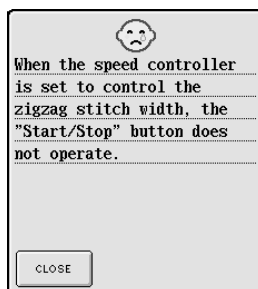 When the speed controller
is set to control the
zigzag stitch width, the
"Start/Stop" button does
not operate.
CLOSE